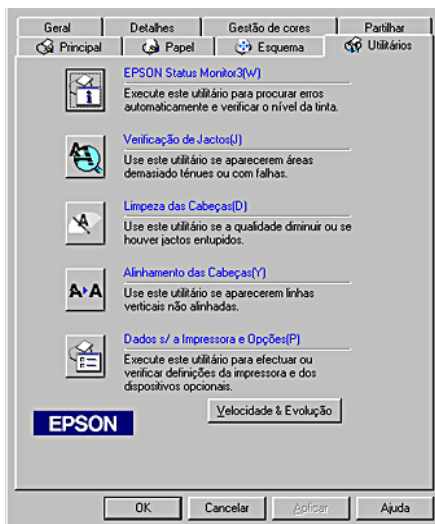 Geral Detalhes Gestão de cores Partilhar
Principal Papel Esquema Utilitários
EPSON Status Monitor3(W)
Execute este utilitário para procurar erros
automaticamente e verificar o nível da tinta.
Verificação de Jactos(J)
Use este utilitário se aparecerem áreas
demasiado ténues ou com falhas.
Limpeza das Cabeças(D)
Use este utilitário se a qualidade diminuir ou se
houver jactos entupidos.
A A
Alinhamento das Cabeças(Y)
Use este utilitário se aparecerem linhas
verticais não alinhadas.
Dados s/ a Impressora e Opções(P)
Execute este utilitário para efectuar ou
verificar definições da impressora e dos
dispositivos opcionais.
EPSON
Velocidade & Evolução
OK Cancelar Aplicar Ajuda